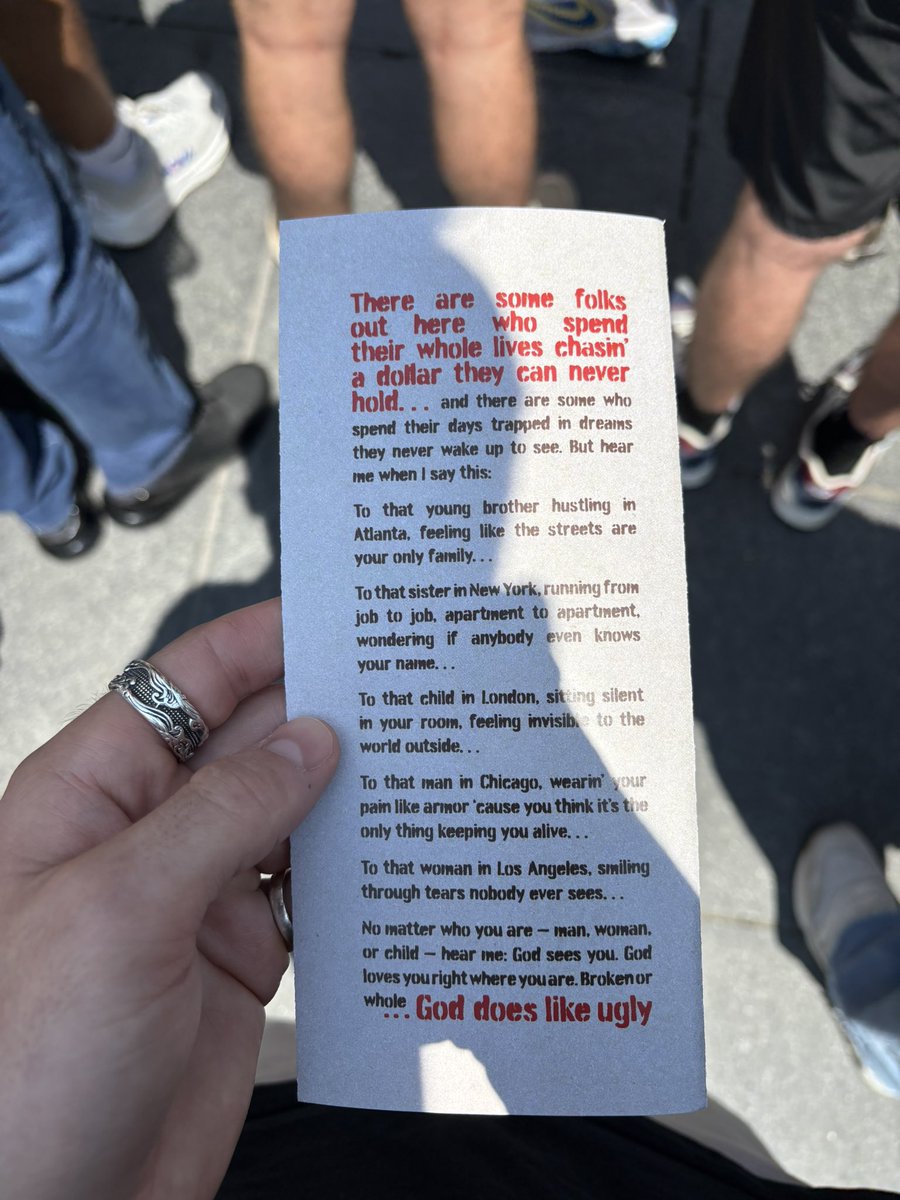 There are some folks
out here who spend
their whole lives chasin'
a dollar they can never
hold... and there are some who
spend their days trapped in dreams
they never wake up to see. But hear
me when I say this:
To that young brother hustling in
Atlanta, feeling like the streets are
your only family...
To that sister in New York, running from
job to job, apartment to apartment,
wondering if anybody even knows
your name...
To that child in London, sitting silent
in your room, feeling invisible to the
world outside...
To that man in Chicago, wearin' your
pain like armor 'cause you think it's the
only thing keeping you alive...
To that woman in Los Angeles, smiling
through tears nobody ever sees...
No matter who you are – man, woman,
or child – hear me: God sees you. God
loves you right where you are. Broken or
whole... God does like ugly